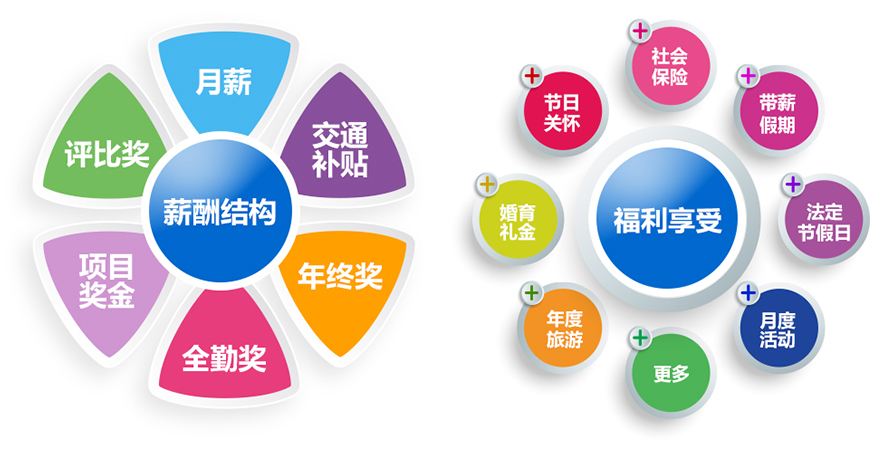 月薪
交通
补贴
年终奖
全勤奖
项目
奖金
评比奖
薪酬结构
社会
保险
带薪
假期
法定
节假日
月度
活动
更多
年度
旅游
婚育
礼金
节日
关怀
福利享受